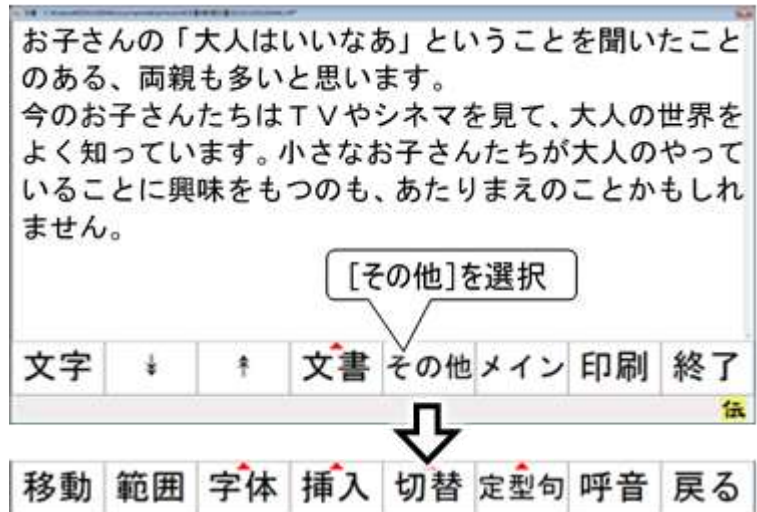 お子さんの「大人はいいなあ」ということを聞いたこと
のある、両親も多いと思います。
今のお子さんたちはＴＶやシネマを見て、大人の世界を
よく知っています。小さなお子さんたちが大人のやって
いることに興味をもつのも、あたりまえのことかもしれ
ません。
[その他]を選択
文字 文書 その他 メイン 印刷 終了
伝
移動 範囲 字体 挿入 切替 定型句 呼音 戻る